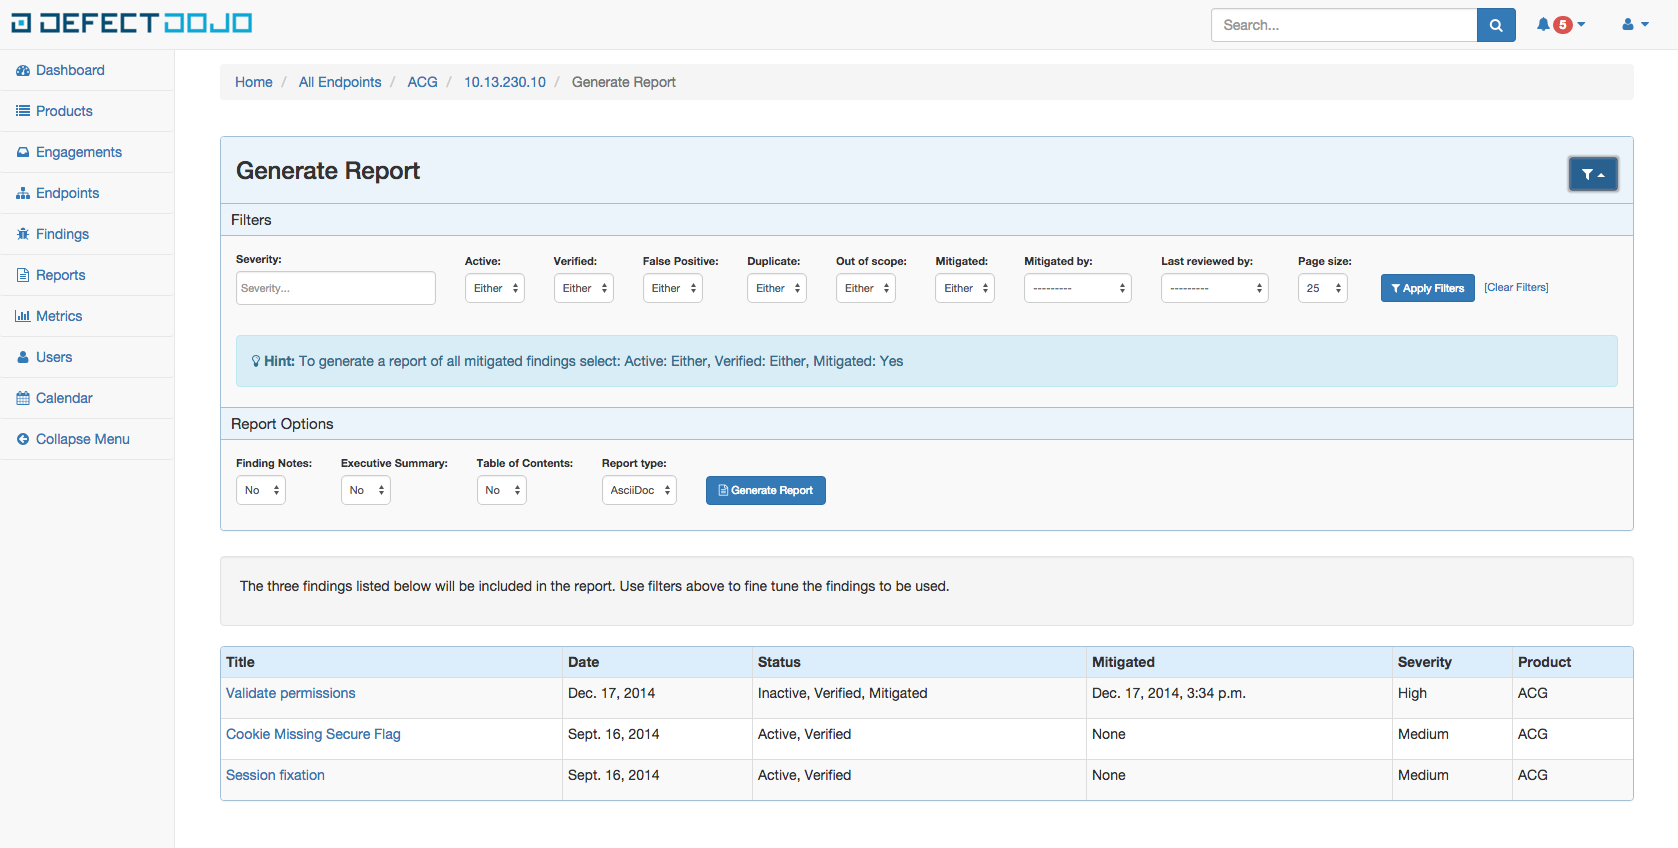 DEFECTDOJO
Search...
5
Dashboard
Products
Engagements
Endpoints
Findings
Reports
Metrics
Users
Calendar
Collapse Menu
Home / All Endpoints / ACG / 10.13.230.10 / Generate Report
Generate Report
Filters
Severity: Active: Verified: False Positive: Duplicate: Out of scope: Mitigated: Mitigated by: Last reviewed by: Page size:
Severity... Either Either Either Either Either Either --------- --------- 25 Apply Filters [Clear Filters]
Hint: To generate a report of all mitigated findings select: Active: Either, Verified: Either, Mitigated: Yes
Report Options
Finding Notes: Executive Summary: Table of Contents: Report type:
No No No AsciiDoc Generate Report
The three findings listed below will be included in the report. Use filters above to fine tune the findings to be used.
Title Date Status Mitigated Severity Product
Validate permissions Dec. 17, 2014 Inactive, Verified, Mitigated Dec. 17, 2014, 3:34 p.m. High ACG
Cookie Missing Secure Flag Sept. 16, 2014 Active, Verified None Medium ACG
Session fixation Sept. 16, 2014 Active, Verified None Medium ACG